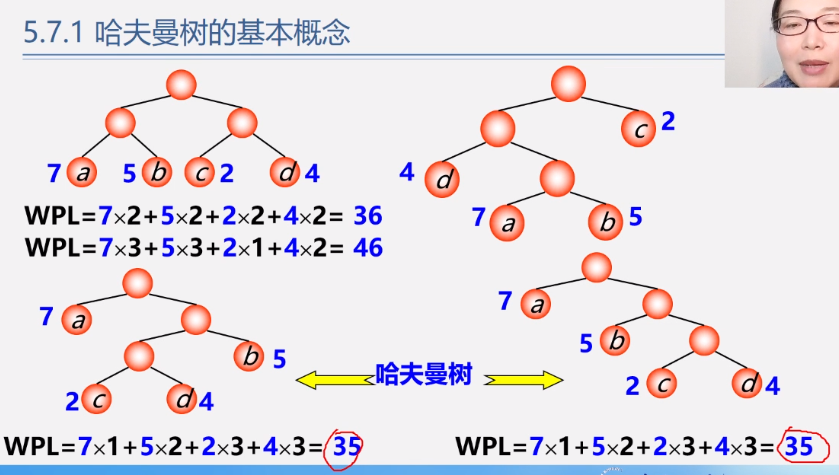 5.7.1 哈夫曼树的基本概念
7 a 5 b c 2 d 4
c 2
4 d
7 a b 5
WPL=7×2+5×2+2×2+4×2= 36
WPL=7×3+5×3+2×1+4×2= 46
7 a
b 5
2 c d 4
哈夫曼树
7 a
5 b
2 c d 4
WPL=7×1+5×2+2×3+4×3= 35
WPL=7×1+5×2+2×3+4×3= 35